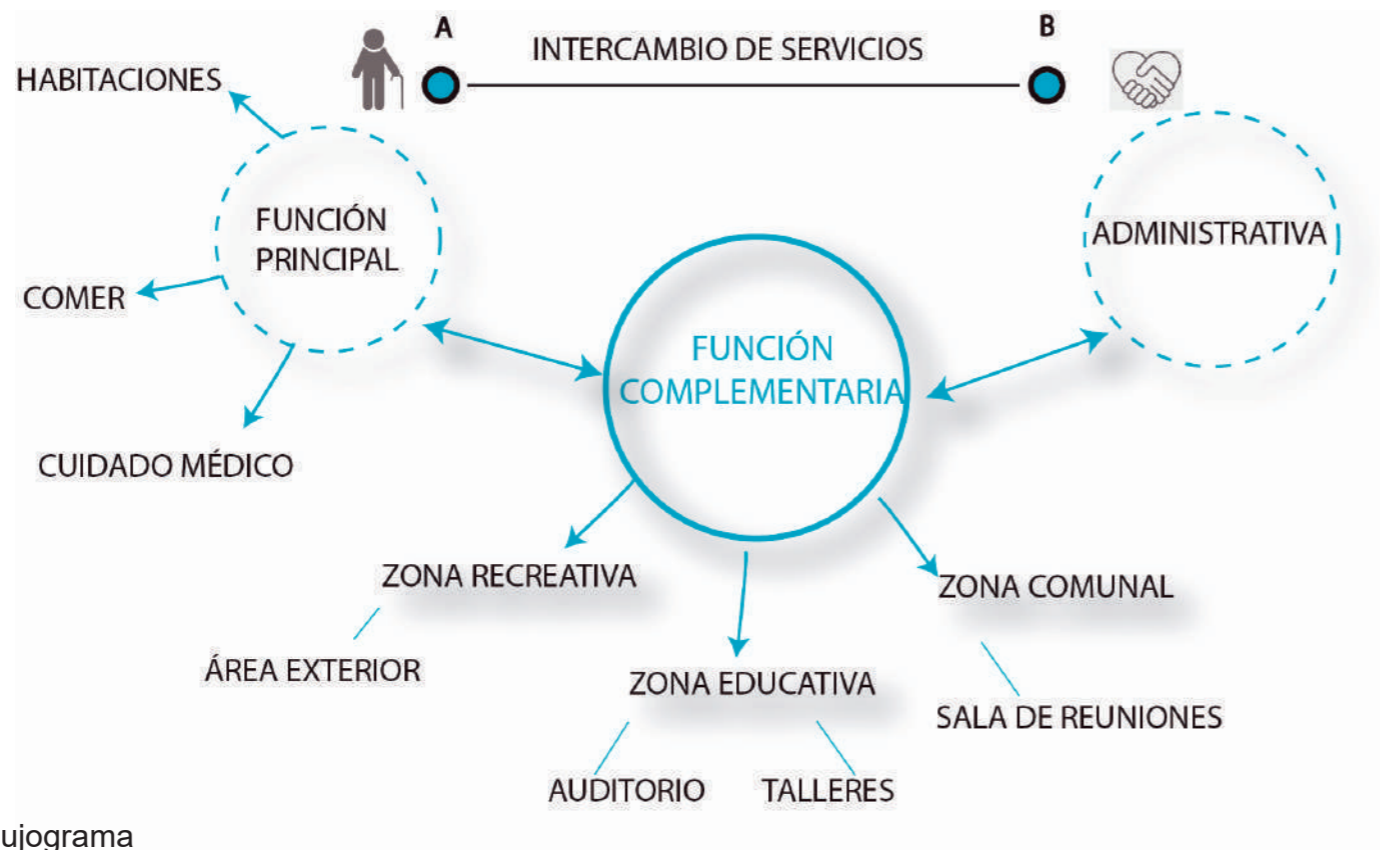 A
B
INTERCAMBIO DE SERVICIOS
HABITACIONES
FUNCIÓN
PRINCIPAL
ADMINISTRATIVA
COMER
FUNCIÓN
COMPLEMENTARIA
CUIDADO MÉDICO
ZONA RECREATIVA
ZONA COMUNAL
ÁREA EXTERIOR
ZONA EDUCATIVA
SALA DE REUNIONES
AUDITORIO
TALLERES
ujograma